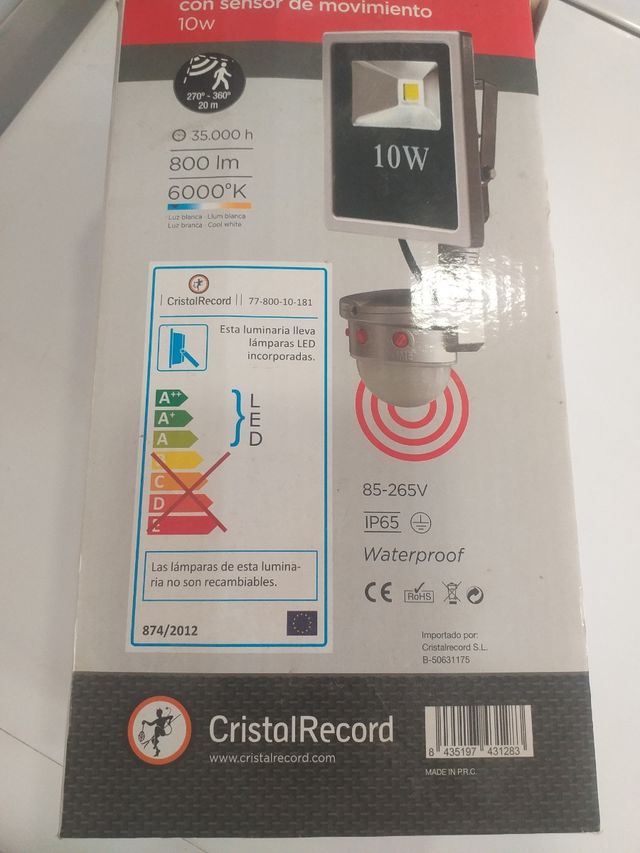 con sensor de movimiento
10w
270º - 360º
20 m
35.000 h
800 lm
6000°K
Luz blanca · Llum blanca
Luz branca · Cool white
10W
CristalRecord 77-800-10-181
Esta luminaria lleva
lámparas LED
incorporadas.
A++
A+
A
C
D
E
LED
Las lámparas de esta lumina-
ria no son recambiables.
874/2012
85-265V
IP65
Waterproof
CE RoHS
Importado por:
Cristalrecord S.L.
B-50631175
CristalRecord
www.cristalrecord.com
8 435197 431283
MADE IN P.R.C.